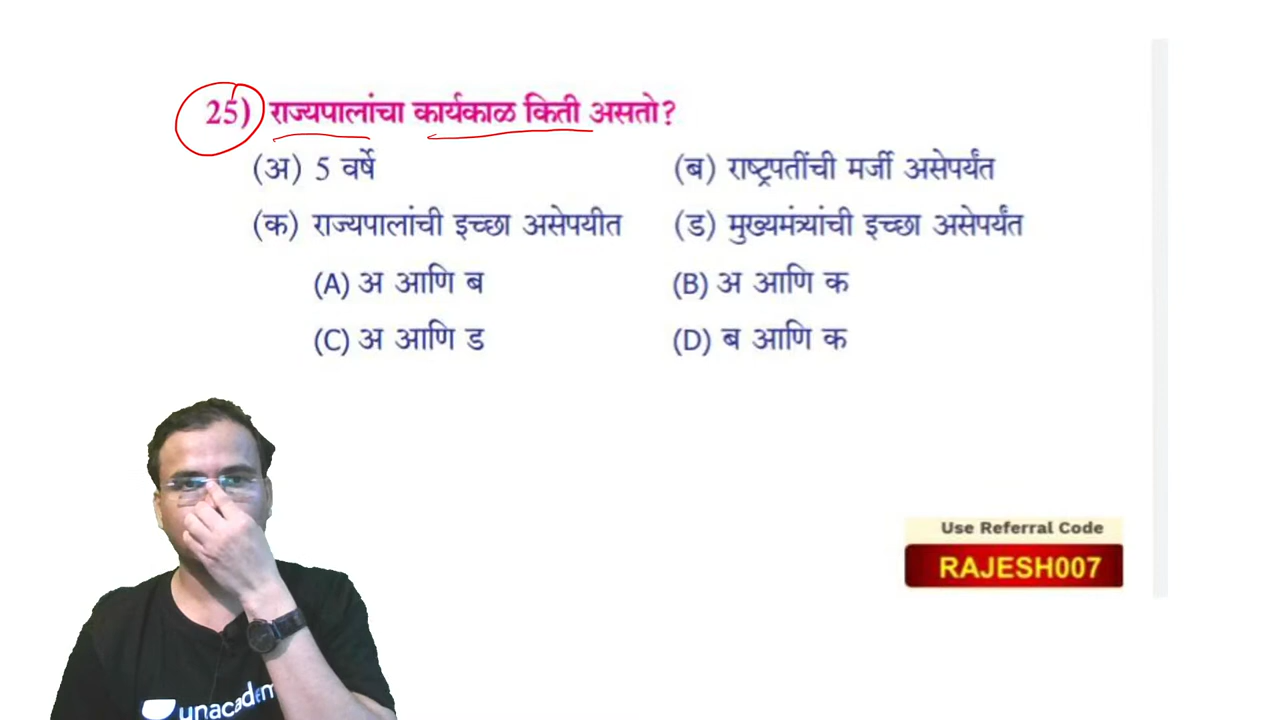 25) राज्यपालांचा कार्यकाळ किती असतो?
(अ) 5 वर्षे (ब) राष्ट्रपतींची मर्जी असेपर्यंत
(क) राज्यपालांची इच्छा असेपयीत (ड) मुख्यमंत्र्यांची इच्छा असेपर्यंत
(A) अ आणि ब (B) अ आणि क
(C) अ आणि ड (D) ब आणि क
Use Referral Code
RAJESH007
unacadem